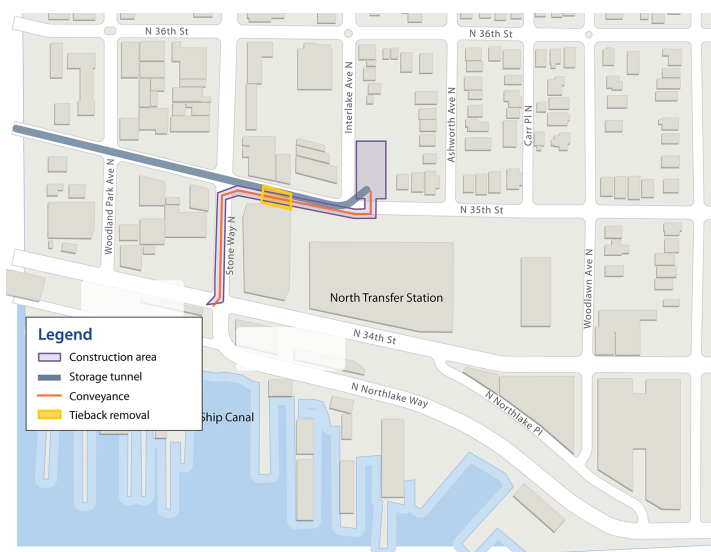 N 36th St
N 36th St
Interlake Ave N
Ashworth Ave N
Carr Pl N
Woodland Park Ave N
N 35th St
Stone Way N
Woodlawn Ave N
North Transfer Station
N 34th St
Legend
Construction area
Storage tunnel
Conveyance
Tieback removal
N Northlake Way
N Northlake Pl
Ship Canal